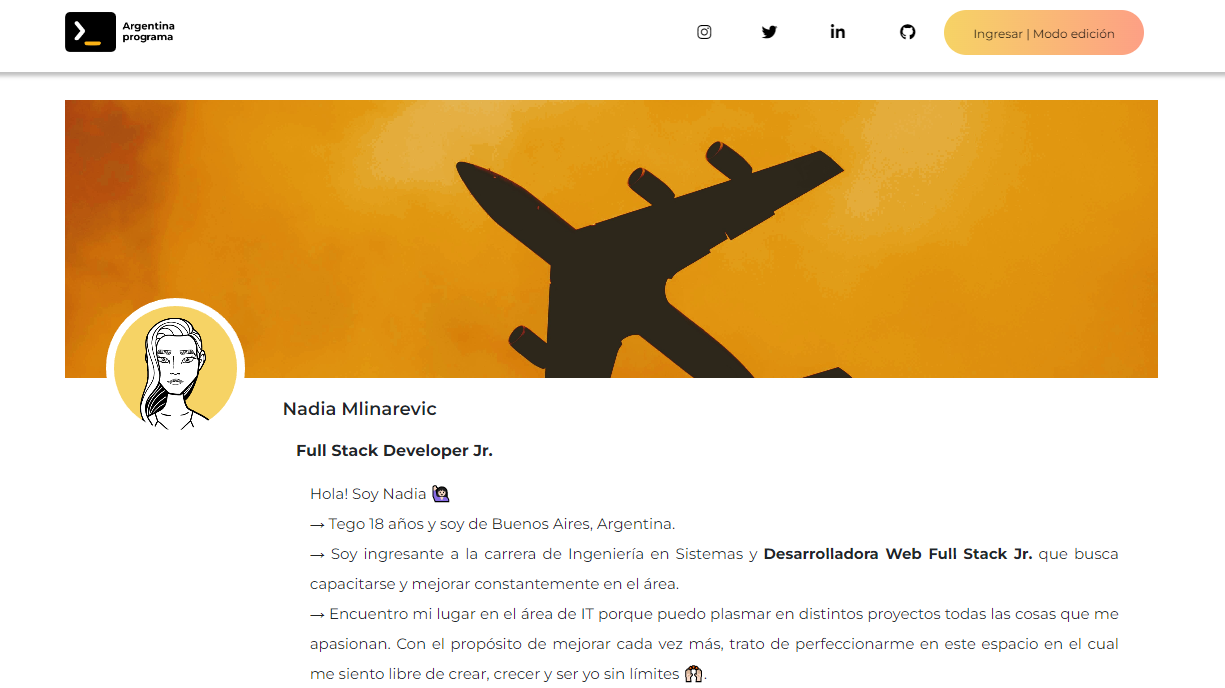 Argentina
programa
Ingresar | Modo edición
Nadia Mlinarevic
Full Stack Developer Jr.
Hola! Soy Nadia 🙋🏻‍♀️
→ Tego 18 años y soy de Buenos Aires, Argentina.
→ Soy ingresante a la carrera de Ingeniería en Sistemas y Desarrolladora Web Full Stack Jr. que busca
capacitarse y mejorar constantemente en el área.
→ Encuentro mi lugar en el área de IT porque puedo plasmar en distintos proyectos todas las cosas que me
apasionan. Con el propósito de mejorar cada vez más, trato de perfeccionarme en este espacio en el cual
me siento libre de crear, crecer y ser yo sin límites 🙌🏻.